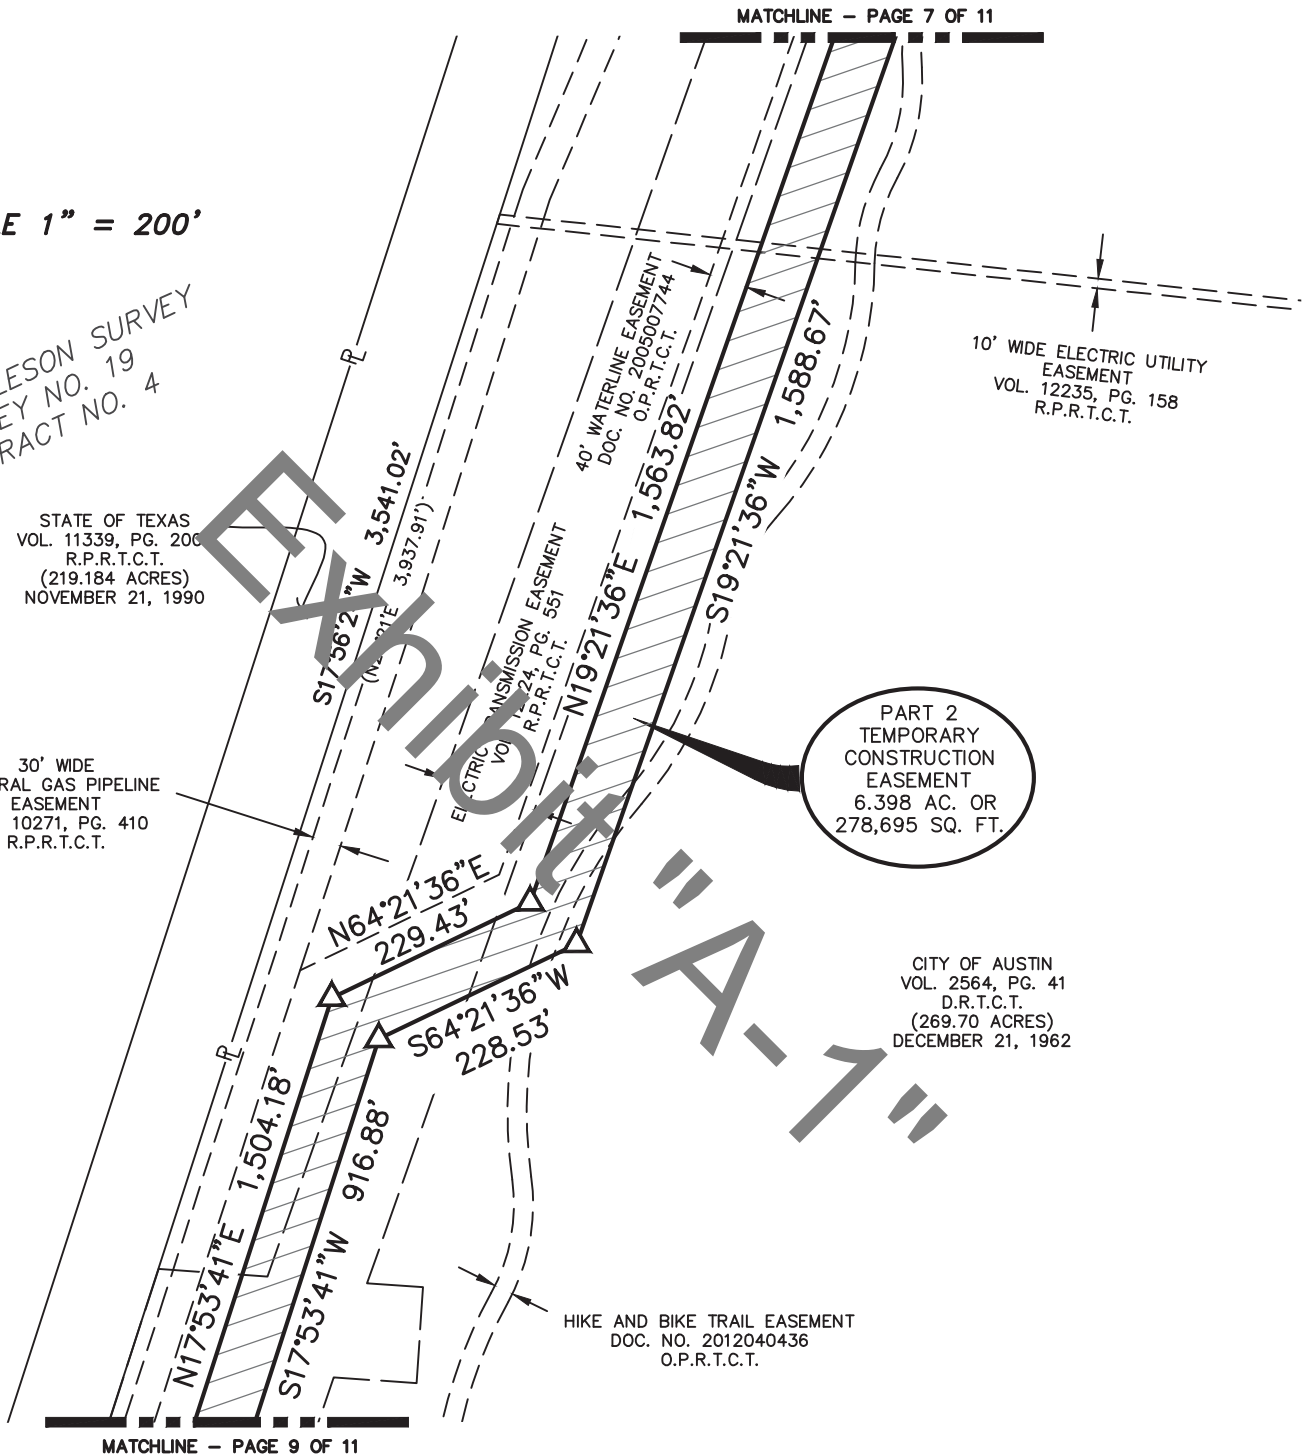 MATCHLINE – PAGE 7 OF 11
E 1” = 200’
LESON SURVEY
EY NO. 19
RACT NO. 4
40’ WATERLINE EASEMENT
DOC. NO. 2005007744
O.P.R.T.C.T.
1,588.67’
S19°21’36”W
10’ WIDE ELECTRIC UTILITY
EASEMENT
VOL. 12235, PG. 158
R.P.R.T.C.T.
N19°21’36”E 1,563.82’
STATE OF TEXAS
VOL. 11339, PG. 200
R.P.R.T.C.T.
(219.184 ACRES)
NOVEMBER 21, 1990
3,541.02’
3,937.91’)
EASEMENT
PG. 551
R.P.R.T.C.T.
PART 2
TEMPORARY
CONSTRUCTION
EASEMENT
6.398 AC. OR
278,695 SQ. FT.
30’ WIDE
RAL GAS PIPELINE
EASEMENT
10271, PG. 410
R.P.R.T.C.T.
Exhibit "A-1"
N64°21’36”E
229.43’
S64°21’36”W
228.53’
CITY OF AUSTIN
VOL. 2564, PG. 41
D.R.T.C.T.
(269.70 ACRES)
DECEMBER 21, 1962
PL
PL
N17°53’41”E 1,504.18’
S17°53’41”W 916.88’
HIKE AND BIKE TRAIL EASEMENT
DOC. NO. 2012040436
O.P.R.T.C.T.
MATCHLINE – PAGE 9 OF 11